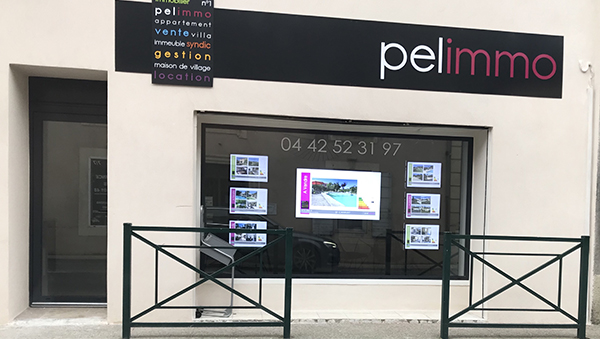 immobilier n°1
pelimmo
appartement
vente villa
immeuble syndic
gestion
maison de village
location
pelimmo
04 42 52 31 97